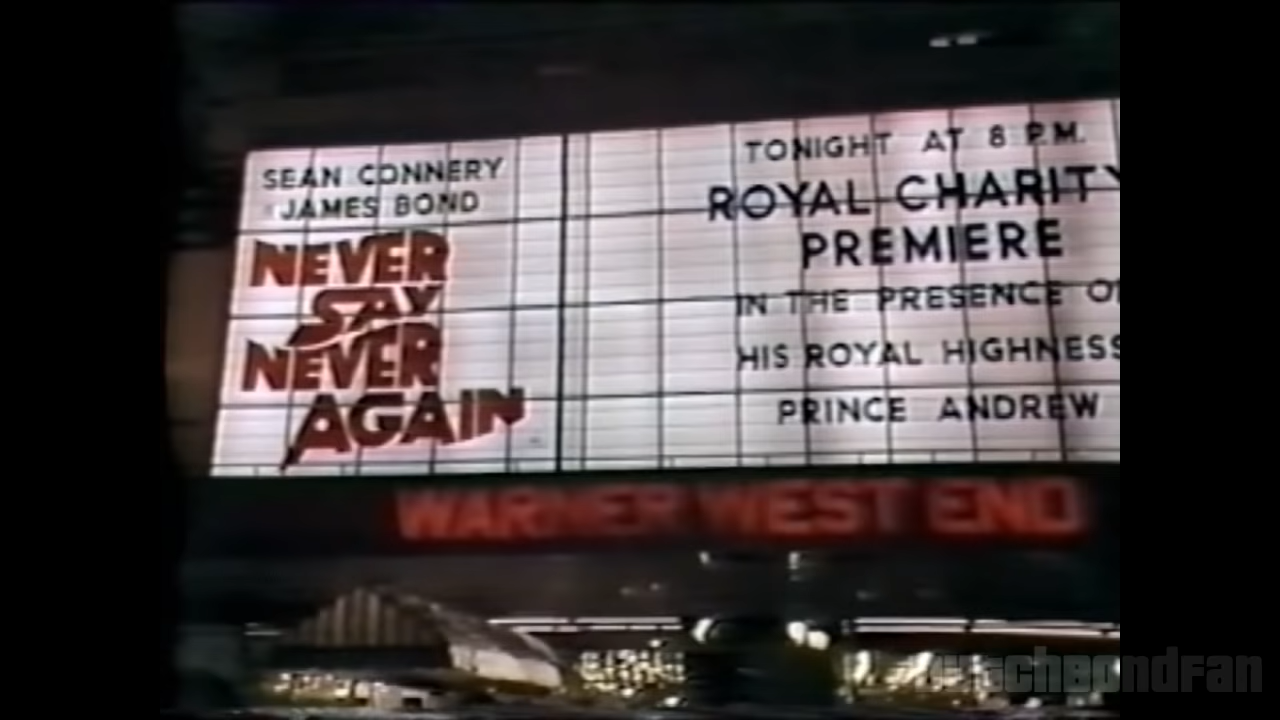 SEAN CONNERY
JAMES BOND
NEVER
SAY
NEVER
AGAIN
TONIGHT AT 8 P.M.
ROYAL CHARITY
PREMIERE
IN THE PRESENCE OF
HIS ROYAL HIGHNESS
PRINCE ANDREW
WARNER WEST END
DutchBondFan